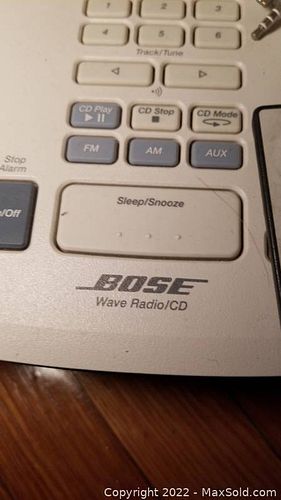 1 2 3
4 5 6
Track/Tune
CD Play CD Stop CD Mode
FM AM AUX
Stop
Alarm
/Off
Sleep/Snooze
BOSE
Wave Radio/CD
Copyright © 2022 - MaxSold.com